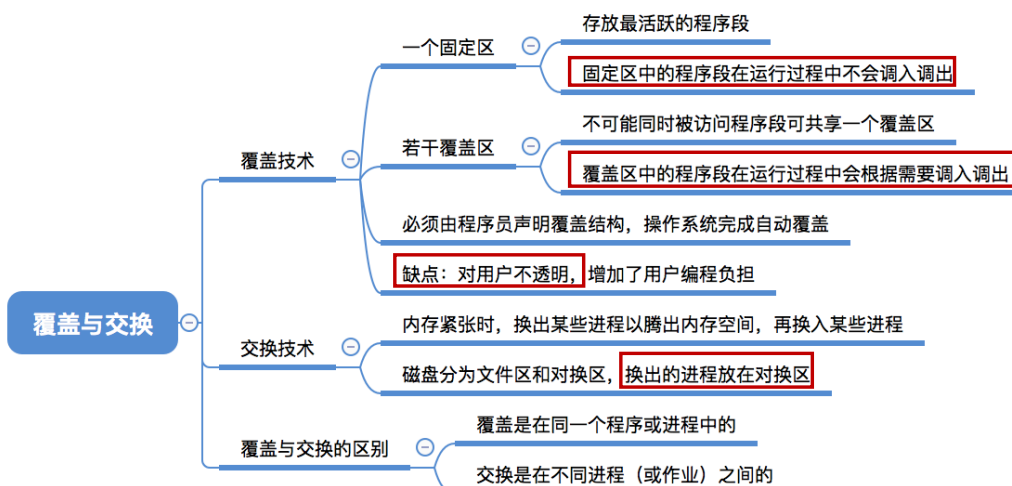 覆盖与交换
覆盖技术
一个固定区
存放最活跃的程序段
固定区中的程序段在运行过程中不会调入调出
若干覆盖区
不可能同时被访问程序段可共享一个覆盖区
覆盖区中的程序段在运行过程中会根据需要调入调出
必须由程序员声明覆盖结构，操作系统完成自动覆盖
缺点：对用户不透明，增加了用户编程负担
交换技术
内存紧张时，换出某些进程以腾出内存空间，再换入某些进程
磁盘分为文件区和对换区，换出的进程放在对换区
覆盖与交换的区别
覆盖是在同一个程序或进程中的
交换是在不同进程（或作业）之间的